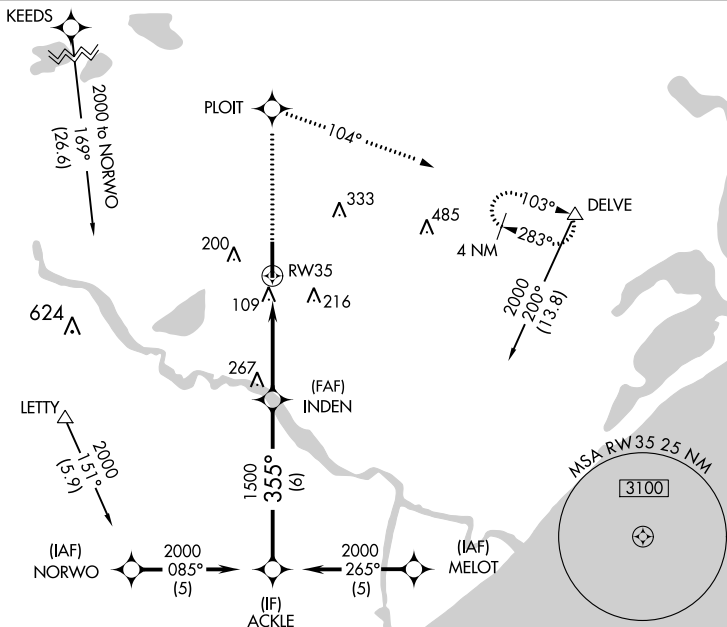 KEEDS
2000 to NORWO
169°
(26.6)
PLOIT
104°
333
485
103°
DELVE
283°
4 NM
2000
200°
(13.8)
200
RW35
109
216
624
267
(FAF)
INDEN
LETTY
2000
151°
(5.9)
1500
355°
(6)
MSA RW35 25 NM
3100
(IAF)
NORWO
2000
085°
(5)
(IF)
ACKLE
2000
265°
(5)
(IAF)
MELOT